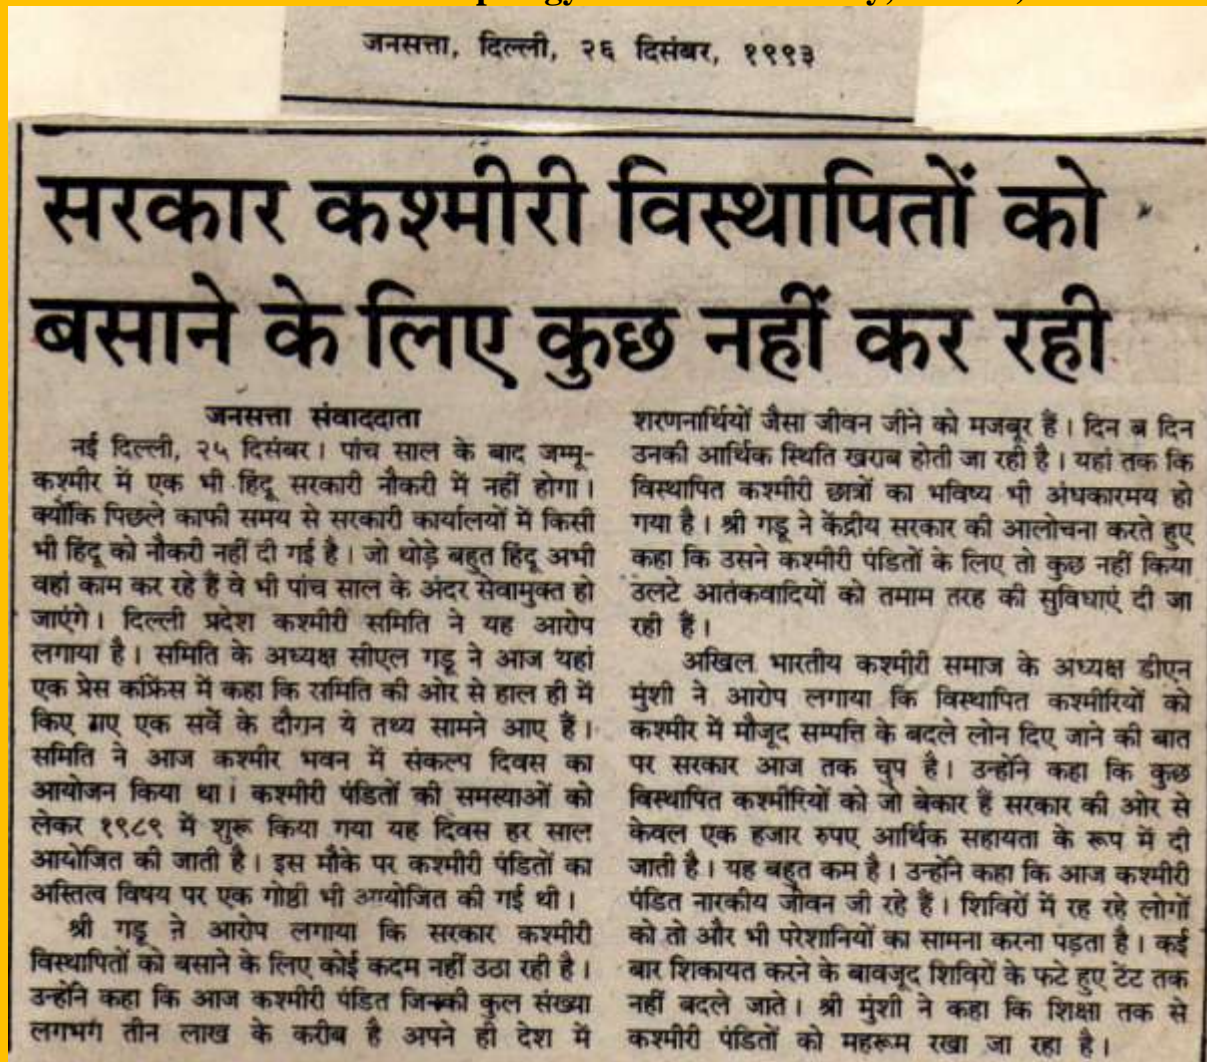 जनसत्ता, दिल्ली, २६ दिसंबर, १९९३
सरकार कश्मीरी विस्थापितों को
बसाने के लिए कुछ नहीं कर रही
जनसत्ता संवाददाता
नई दिल्ली, २५ दिसंबर। पांच साल के बाद जम्मू-
कश्मीर में एक भी हिंदू सरकारी नौकरी में नहीं होगा।
क्योंकि पिछले काफी समय से सरकारी कार्यालयों में किसी
भी हिंदू को नौकरी नहीं दी गई है। जो थोड़े बहुत हिंदू अभी
वहां काम कर रहे हैं वे भी पांच साल के अंदर सेवामुक्त हो
जाएंगे। दिल्ली प्रदेश कश्मीरी समिति ने यह आरोप
लगाया है। समिति के अध्यक्ष सीएल गडू ने आज यहां
एक प्रेस कांफ्रेंस में कहा कि समिति की ओर से हाल ही में
किए गए एक सर्वे के दौरान ये तथ्य सामने आए हैं।
समिति ने आज कश्मीर भवन में संकल्प दिवस का
आयोजन किया था। कश्मीरी पंडितों की समस्याओं को
लेकर १९८९ में शुरू किया गया यह दिवस हर साल
आयोजित की जाती है। इस मौके पर कश्मीरी पंडितों का
अस्तित्व विषय पर एक गोष्ठी भी आयोजित की गई थी।
श्री गडू ने आरोप लगाया कि सरकार कश्मीरी
विस्थापितों को बसाने के लिए कोई कदम नहीं उठा रही है।
उन्होंने कहा कि आज कश्मीरी पंडित जिनकी कुल संख्या
लगभग तीन लाख के करीब है अपने ही देश में
शरणनार्थियों जैसा जीवन जीने को मजबूर हैं। दिन ब दिन
उनकी आर्थिक स्थिति खराब होती जा रही है। यहां तक कि
विस्थापित कश्मीरी छात्रों का भविष्य भी अंधकारमय हो
गया है। श्री गडू ने केंद्रीय सरकार की आलोचना करते हुए
कहा कि उसने कश्मीरी पंडितों के लिए तो कुछ नहीं किया
उलटे आतंकवादियों को तमाम तरह की सुविधाएं दी जा
रही हैं।
अखिल भारतीय कश्मीरी समाज के अध्यक्ष डीएन
मुंशी ने आरोप लगाया कि विस्थापित कश्मीरियों को
कश्मीर में मौजूद सम्पत्ति के बदले लोन दिए जाने की बात
पर सरकार आज तक चुप है। उन्होंने कहा कि कुछ
विस्थापित कश्मीरियों को जो बेकार हैं सरकार की ओर से
केवल एक हजार रुपए आर्थिक सहायता के रूप में दी
जाती है। यह बहुत कम है। उन्होंने कहा कि आज कश्मीरी
पंडित नारकीय जीवन जी रहे हैं। शिविरों में रह रहे लोगों
को तो और भी परेशानियों का सामना करना पड़ता है। कई
बार शिकायत करने के बावजूद शिविरों के फटे हुए टेंट तक
नहीं बदले जाते। श्री मुंशी ने कहा कि शिक्षा तक से
कश्मीरी पंडितों को महरूम रखा जा रहा है।